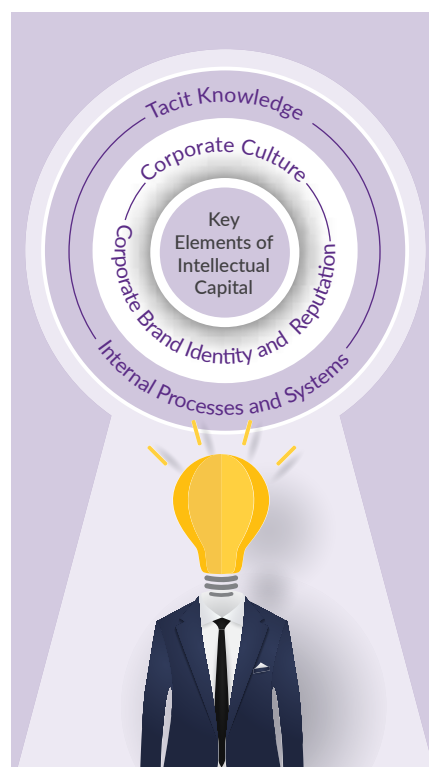 Tacit Knowledge
Corporate Culture
Key
Elements of
Intellectual
Capital
Corporate Brand Identity and Reputation
Internal Processes and Systems